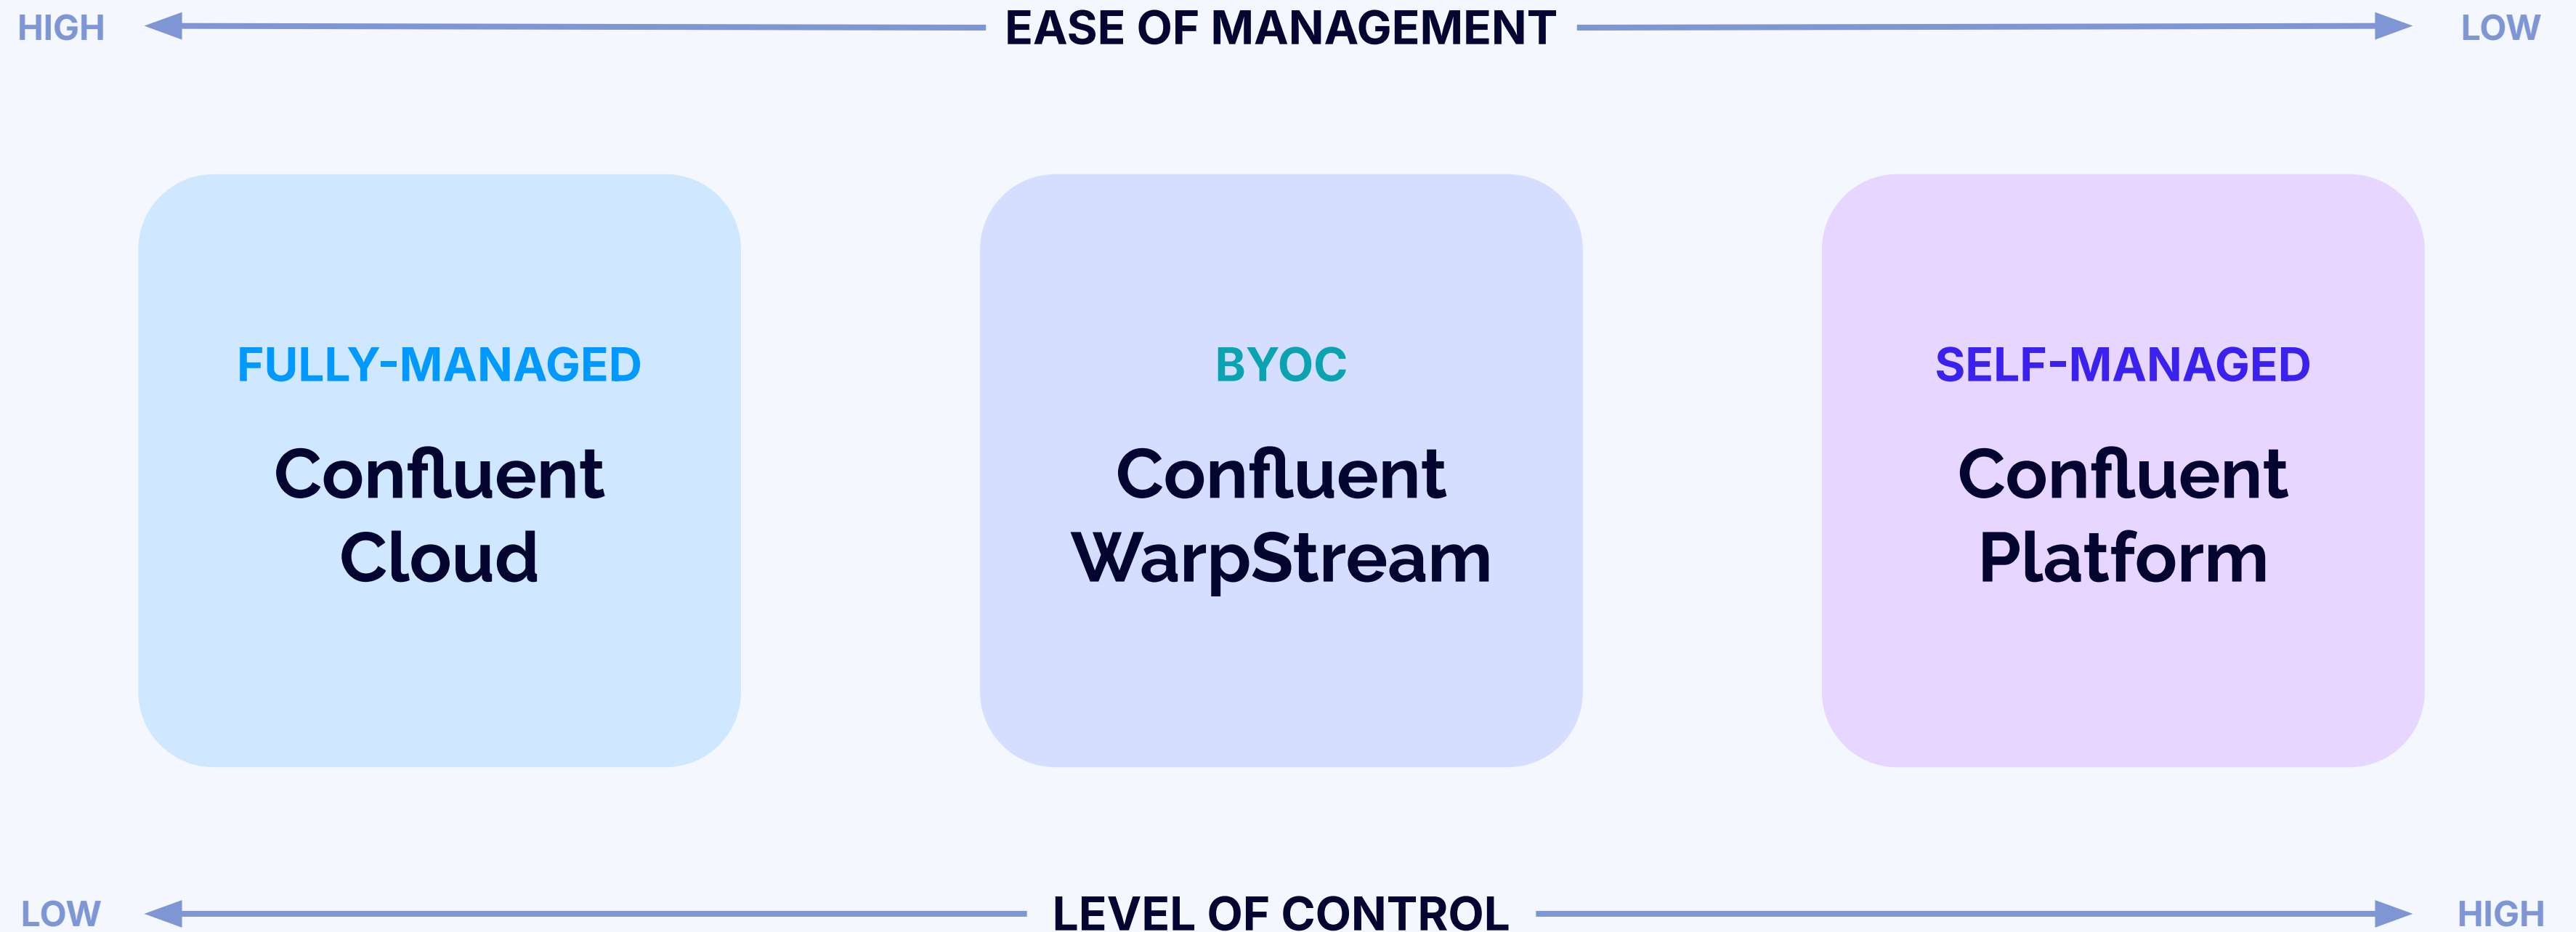 HIGH EASE OF MANAGEMENT LOW
FULLY-MANAGED
Confluent
Cloud
BYOC
Confluent
WarpStream
SELF-MANAGED
Confluent
Platform
LOW LEVEL OF CONTROL HIGH